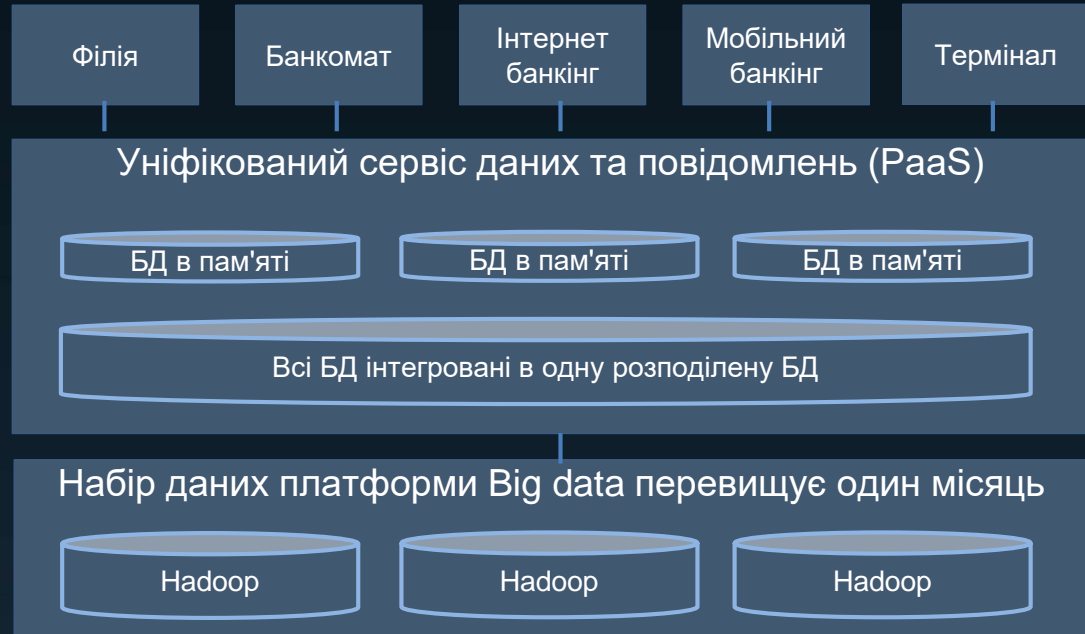 Філія
Банкомат
Інтернет
банкінг
Мобільний
банкінг
Термінал
Уніфікований сервіс даних та повідомлень (PaaS)
БД в пам'яті
БД в пам'яті
БД в пам'яті
Всі БД інтегровані в одну розподілену БД
Набір даних платформи Big data перевищує один місяць
Hadoop
Hadoop
Hadoop